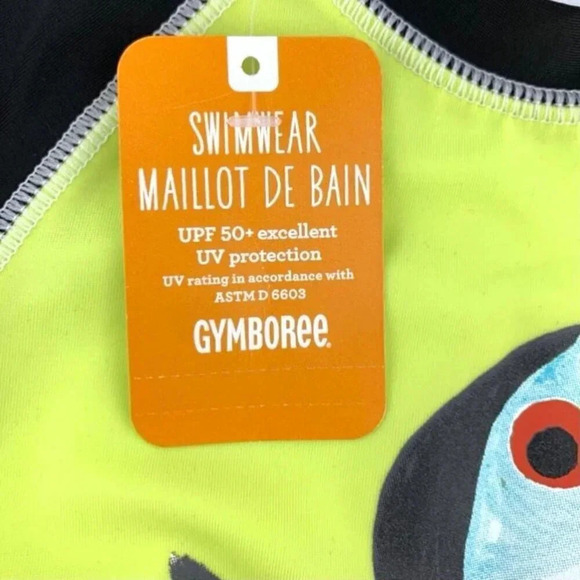 SWIMWEAR
MAILLOT DE BAIN
UPF 50+ excellent
UV protection
UV rating in accordance with
ASTM D 6603
GYMBOREE